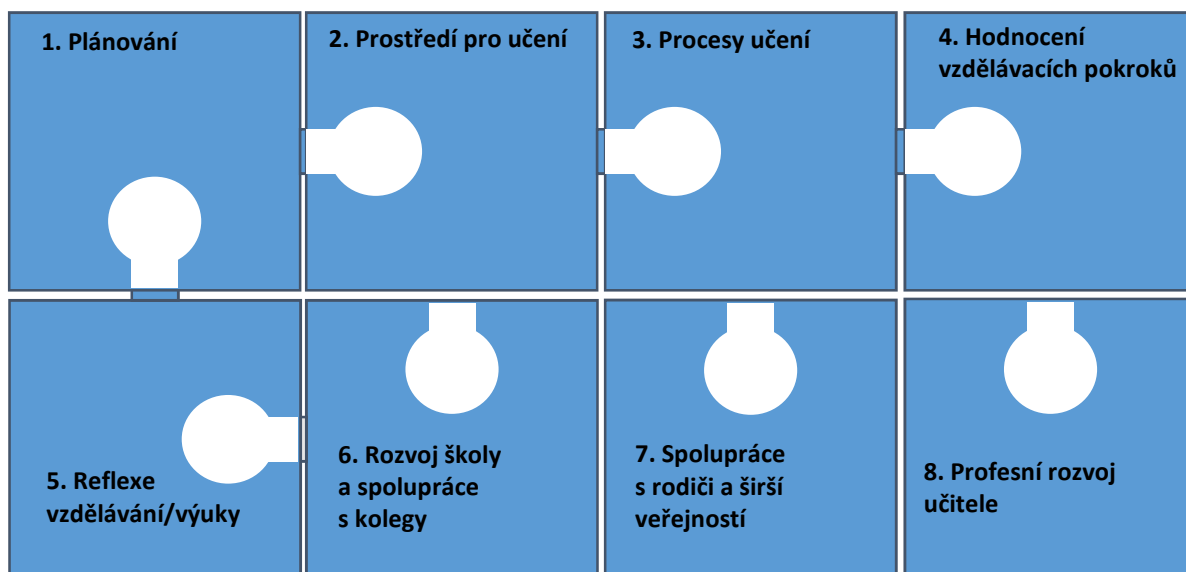 1. Plánování
2. Prostředí pro učení
3. Procesy učení
4. Hodnocení
vzdělávacích pokroků
5. Reflexe
vzdělávání/výuky
6. Rozvoj školy
a spolupráce
s kolegy
7. Spolupráce
s rodiči a širší
veřejností
8. Profesní rozvoj
učitele